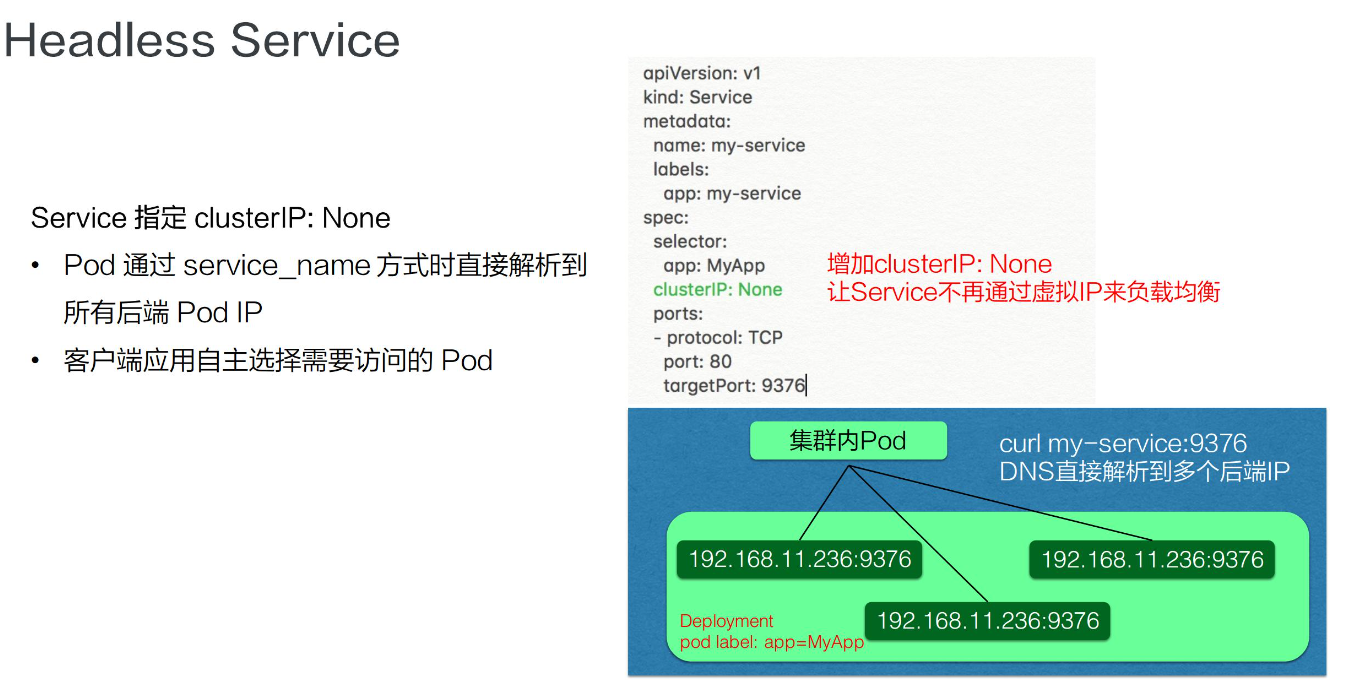 Headless Service
Service 指定 clusterIP: None
• Pod 通过 service_name 方式时直接解析到
所有后端 Pod IP
• 客户端应用自主选择需要访问的 Pod
apiVersion: v1
kind: Service
metadata:
name: my-service
labels:
app: my-service
spec:
selector:
app: MyApp
clusterIP: None
ports:
- protocol: TCP
port: 80
targetPort: 9376
增加clusterIP: None
让Service不再通过虚拟IP来负载均衡
集群内Pod
curl my-service:9376
DNS直接解析到多个后端IP
192.168.11.236:9376
192.168.11.236:9376
192.168.11.236:9376
Deployment
pod label: app=MyApp